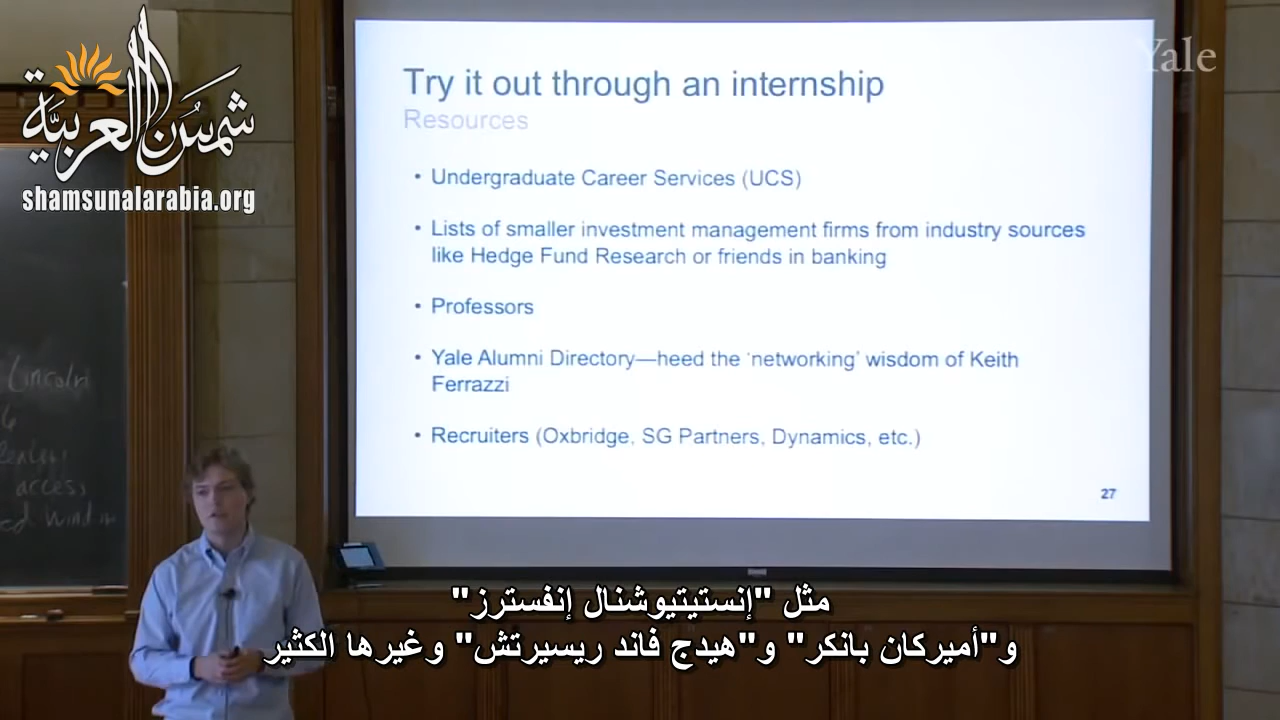 شمس العربية
shamsunalarabia.org
Yale
Try it out through an internship
Resources
• Undergraduate Career Services (UCS)
• Lists of smaller investment management firms from industry sources
like Hedge Fund Research or friends in banking
• Professors
• Yale Alumni Directory—heed the 'networking' wisdom of Keith
Ferrazzi
• Recruiters (Oxbridge, SG Partners, Dynamics, etc.)
27
Lincoln
access
مثل "إنستيتيوشنال إنفسترز"
و"أميركان بانكر" و"هيدج فاند ريسيرتش" وغيرها الكثير